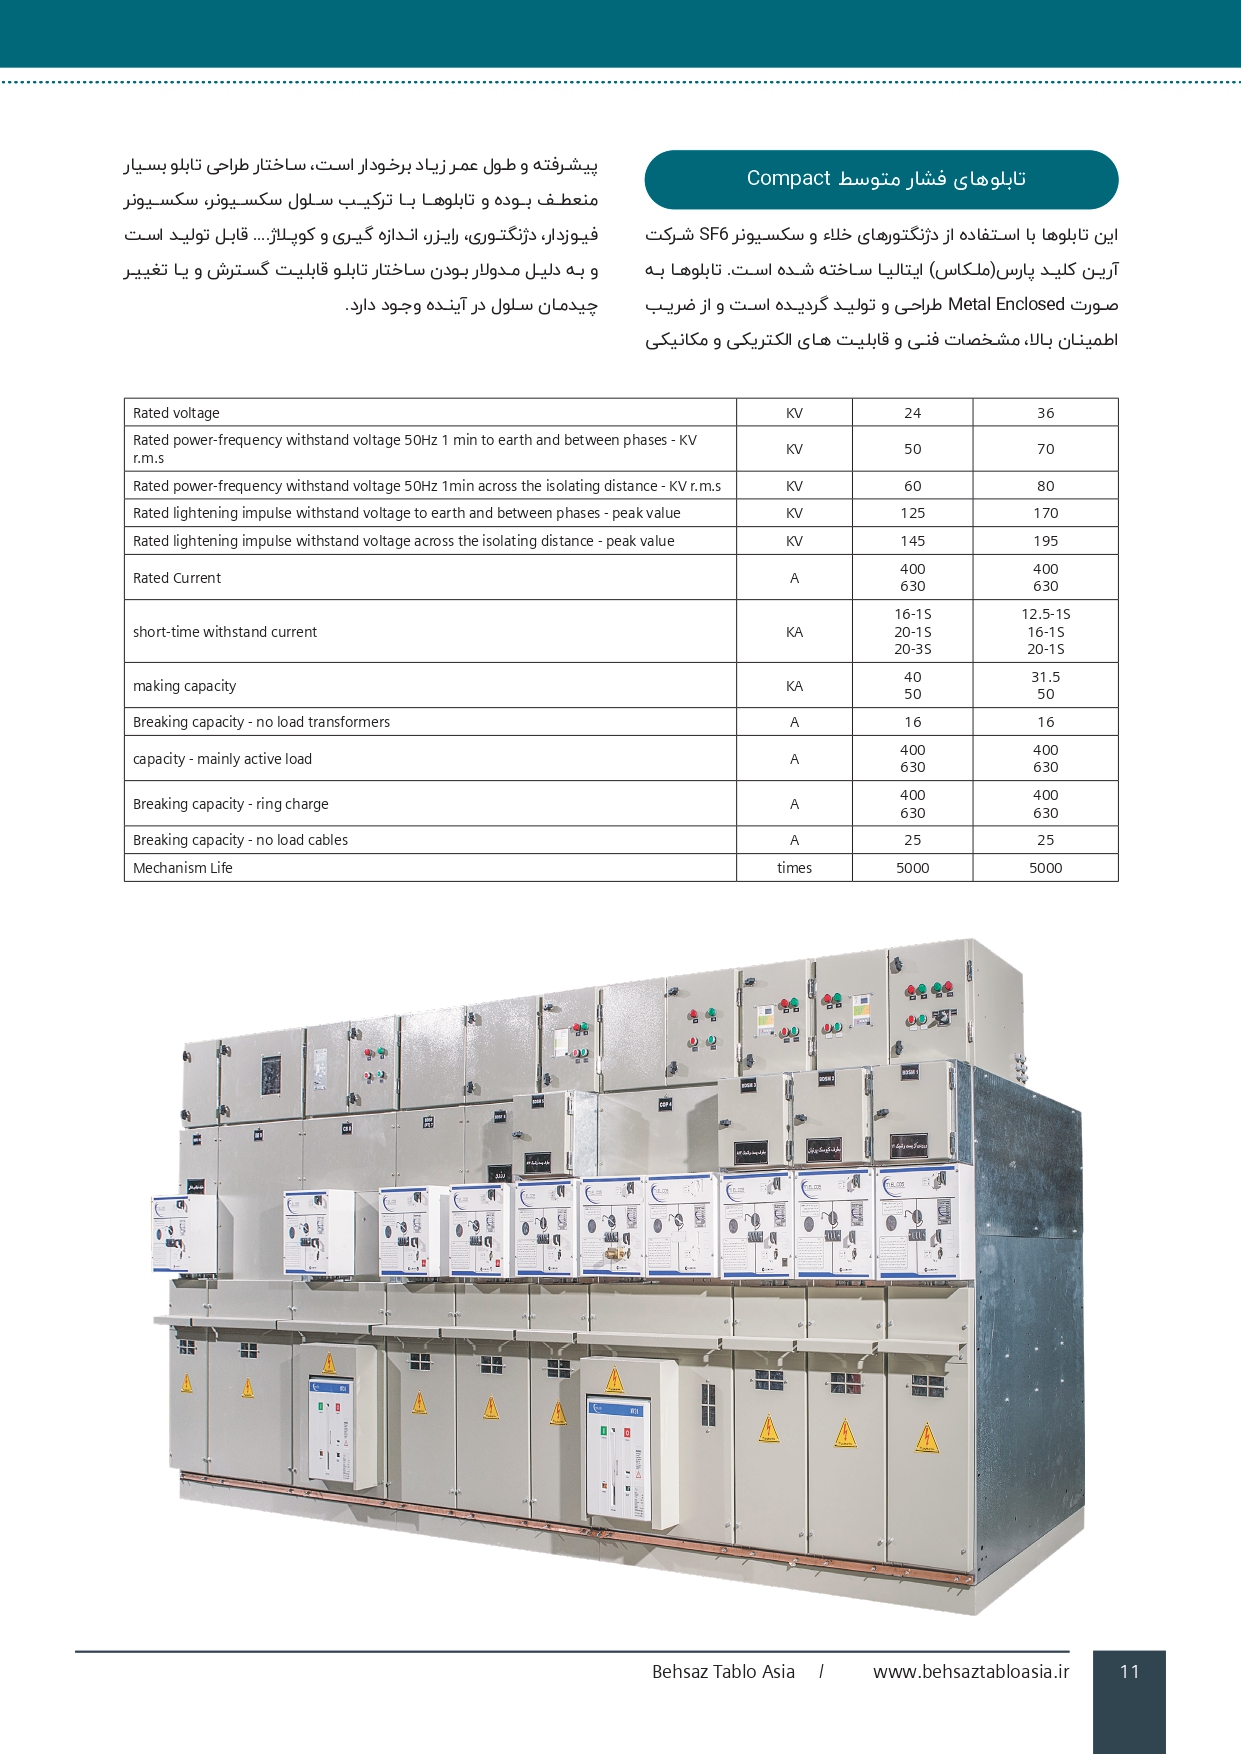 تابلوهای فشار متوسط Compact
این تابلوها با استفاده از دژنگتورهای خلاء و سکسیونر SF6 شرکت
آرین کلید پارس(ملکاس) ایتالیا ساخته شده است. تابلوها به
صورت Metal Enclosed طراحی و تولید گردیده است و از ضریب
اطمینان بالا، مشخصات فنی و قابلیت های الکتریکی و مکانیکی
پیشرفته و طول عمر زیاد برخودار است، ساختار طراحی تابلو بسیار
منعطف بوده و تابلوها با ترکیب سلول سکسیونر، سکسیونر
فیوزدار، دژنگتوری، رایزر، اندازه گیری و کوپلاژ.... قابل تولید است
و به دلیل مدولار بودن ساختار تابلو قابلیت گسترش و یا تغییر
چیدمان سلول در آینده وجود دارد.
Rated voltage KV 24 36
Rated power-frequency withstand voltage 50Hz 1 min to earth and between phases - KV
r.m.s KV 50 70
Rated power-frequency withstand voltage 50Hz 1min across the isolating distance - KV r.m.s KV 60 80
Rated lightening impulse withstand voltage to earth and between phases - peak value KV 125 170
Rated lightening impulse withstand voltage across the isolating distance - peak value KV 145 195
Rated Current A 400 400
630 630
short-time withstand current KA 16-1S 12.5-1S
20-1S 16-1S
20-3S 20-1S
making capacity KA 40 31.5
50 50
Breaking capacity - no load transformers A 16 16
capacity - mainly active load A 400 400
630 630
Breaking capacity - ring charge A 400 400
630 630
Breaking capacity - no load cables A 25 25
Mechanism Life times 5000 5000
Behsaz Tablo Asia / www.behsaztabloasia.ir 11